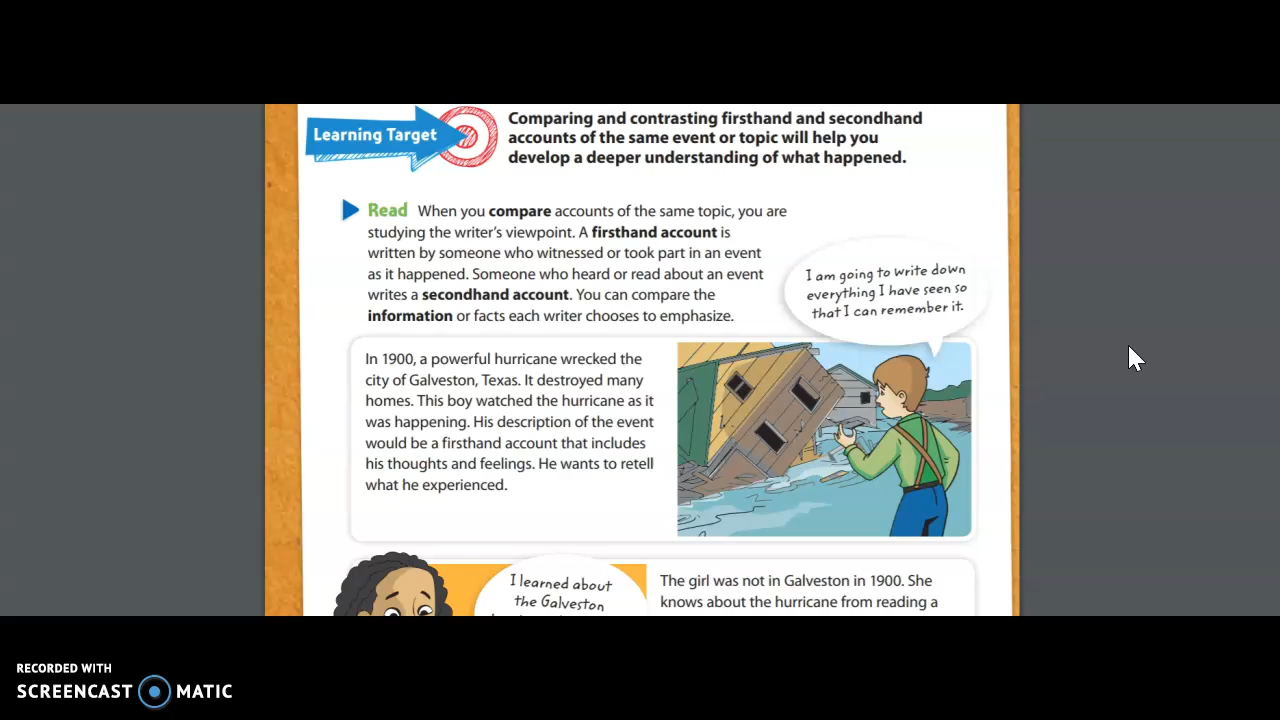 Learning Target
Comparing and contrasting firsthand and secondhand
accounts of the same event or topic will help you
develop a deeper understanding of what happened.
Read When you compare accounts of the same topic, you are
studying the writer's viewpoint. A firsthand account is
written by someone who witnessed or took part in an event
as it happened. Someone who heard or read about an event
writes a secondhand account. You can compare the
information or facts each writer chooses to emphasize.
I am going to write down
everything I have seen so
that I can remember it.
In 1900, a powerful hurricane wrecked the
city of Galveston, Texas. It destroyed many
homes. This boy watched the hurricane as it
was happening. His description of the event
would be a firsthand account that includes
his thoughts and feelings. He wants to retell
what he experienced.
I learned about
the Galveston
The girl was not in Galveston in 1900. She
knows about the hurricane from reading a
RECORDED WITH
SCREENCAST MATIC